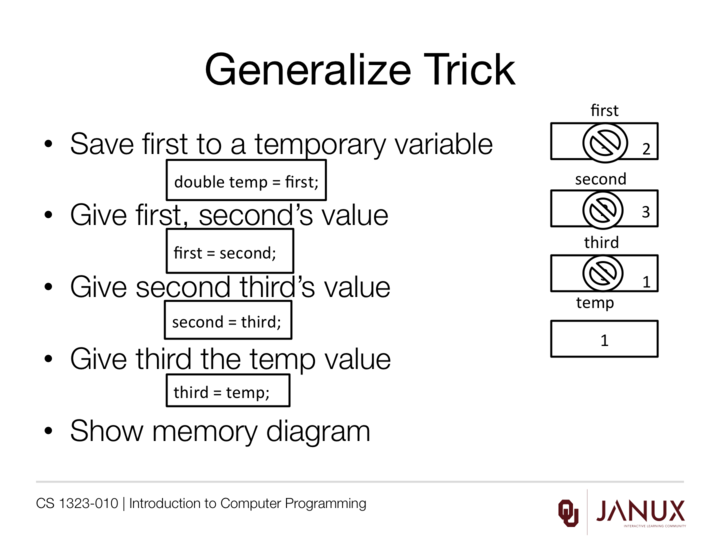 Generalize Trick
• Save first to a temporary variable
double temp = first;
• Give first, second’s value
first = second;
• Give second third’s value
second = third;
• Give third the temp value
third = temp;
• Show memory diagram
first
2
second
3
third
1
temp
1
CS 1323-010 | Introduction to Computer Programming
OU
JANUX
INTERACTIVE LEARNING COMMUNITY